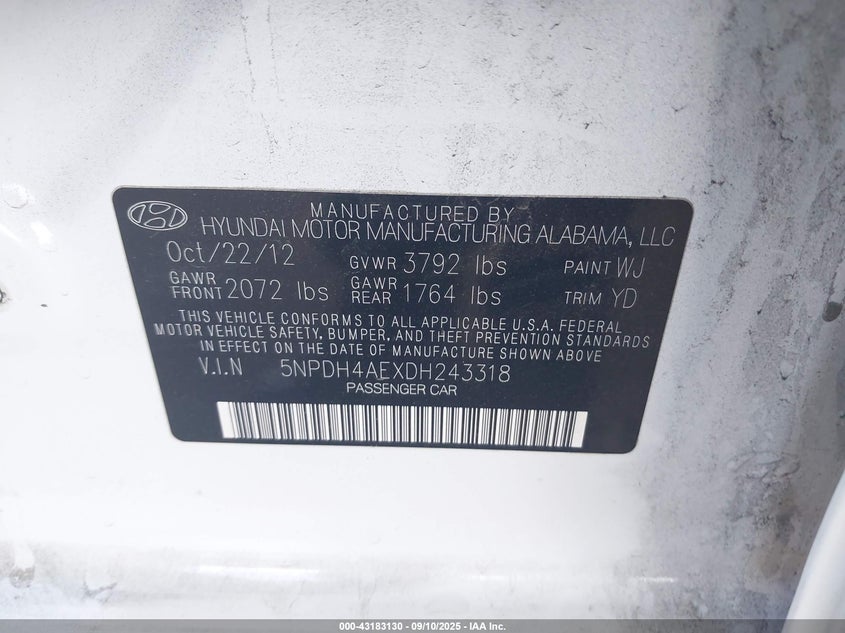 MANUFACTURED BY
HYUNDAI MOTOR MANUFACTURING ALABAMA, LLC
Oct/22/12 GVWR 3792 lbs PAINT WJ
GAWR FRONT 2072 lbs GAWR REAR 1764 lbs TRIM YD
THIS VEHICLE CONFORMS TO ALL APPLICABLE U.S.A. FEDERAL
MOTOR VEHICLE SAFETY, BUMPER, AND THEFT PREVENTION STANDARDS
IN EFFECT ON THE DATE OF MANUFACTURE SHOWN ABOVE
V.I.N 5NPDH4AEXDH243318
PASSENGER CAR
000-43183130 - 09/10/2025 - IAA Inc.